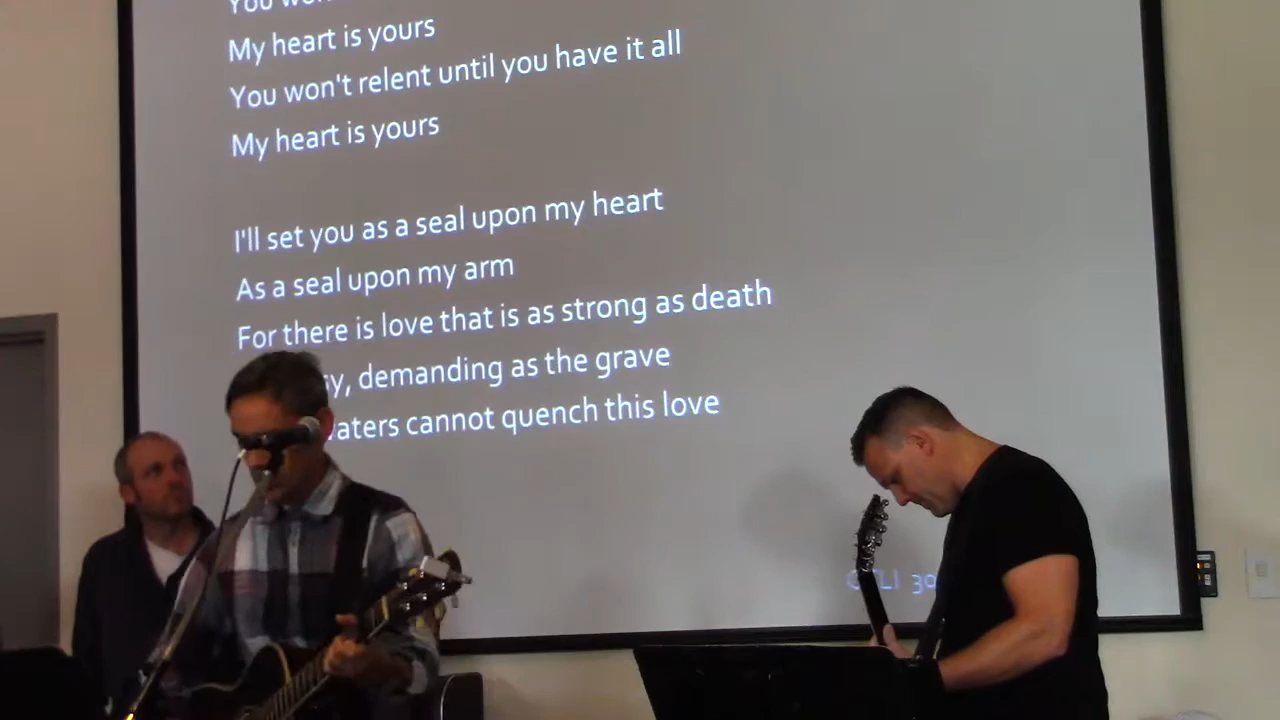 You
My heart is yours
You won't relent until you have it all
My heart is yours
I'll set you as a seal upon my heart
As a seal upon my arm
For there is love that is as strong as death
demanding as the grave
waters cannot quench this love